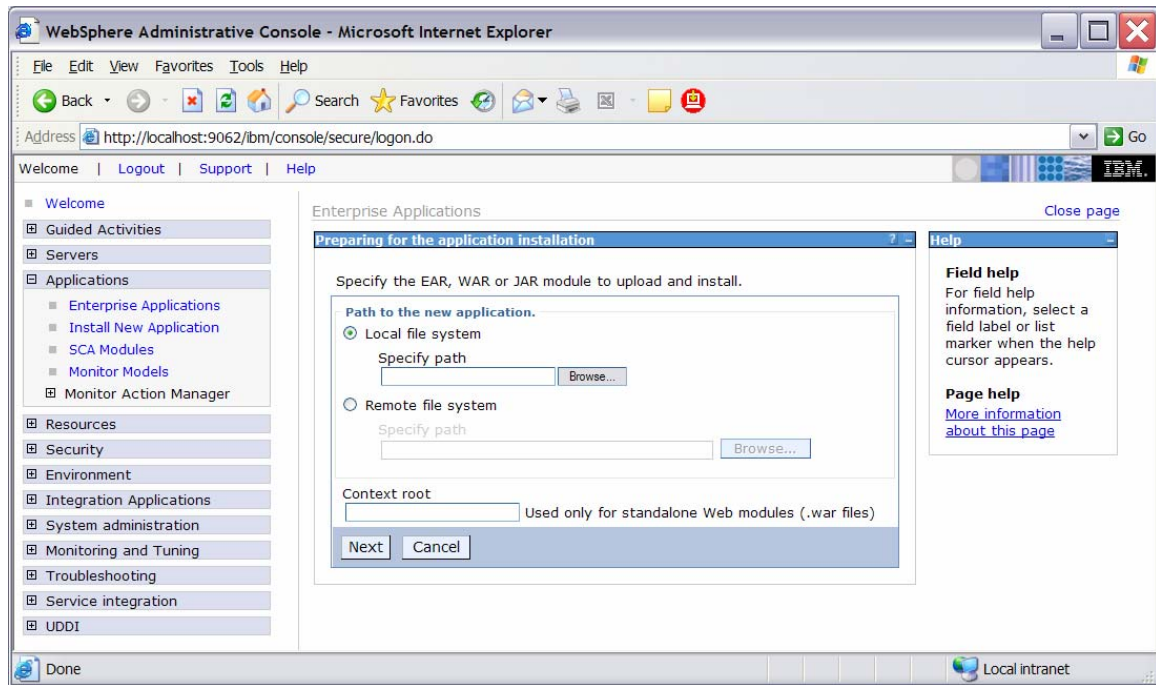 WebSphere Administrative Console - Microsoft Internet Explorer
File Edit View Favorites Tools Help
Back Search Favorites
Address http://localhost:9062/ibm/console/secure/logon.do Go
Welcome | Logout | Support | Help IBM.
Welcome
Guided Activities
Servers
Applications
Enterprise Applications
Install New Application
SCA Modules
Monitor Models
Monitor Action Manager
Resources
Security
Environment
Integration Applications
System administration
Monitoring and Tuning
Troubleshooting
Service integration
UDDI
Enterprise Applications Close page
Preparing for the application installation ? -
Specify the EAR, WAR or JAR module to upload and install.
Path to the new application.
Local file system
Specify path
Browse...
Remote file system
Specify path
Browse...
Context root
Used only for standalone Web modules (.war files)
Next Cancel
Help -
Field help
For field help
information, select a
field label or list
marker when the help
cursor appears.
Page help
More information
about this page
Done Local intranet